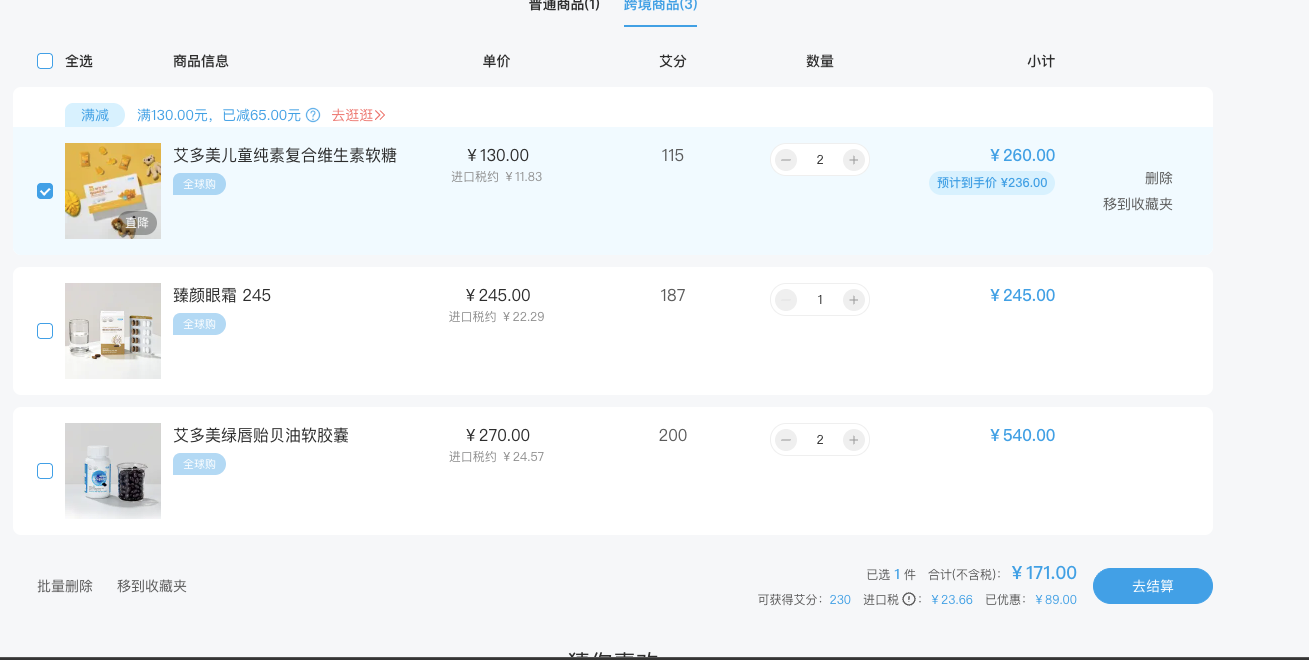 普通商品(1) 跨境商品(3)
全选 商品信息 单价 艾分 数量 小计
满减 满130.00元，已减65.00元 ? 去逛逛
艾多美儿童纯素复合维生素软糖 ￥130.00 115 2 ￥260.00
全球购 进口税约 ￥11.83 预计到手价 ¥236.00
删除
移到收藏夹
直降
臻颜眼霜 245 ￥245.00 187 1 ￥245.00
全球购 进口税约 ￥22.29
艾多美绿唇贻贝油软胶囊 ￥270.00 200 2 ￥540.00
全球购 进口税约 ￥24.57
已选 1 件 合计(不含税)： ￥171.00
批量删除 移到收藏夹 去结算
可获得艾分：230 进口税：￥23.66 已优惠：￥89.00